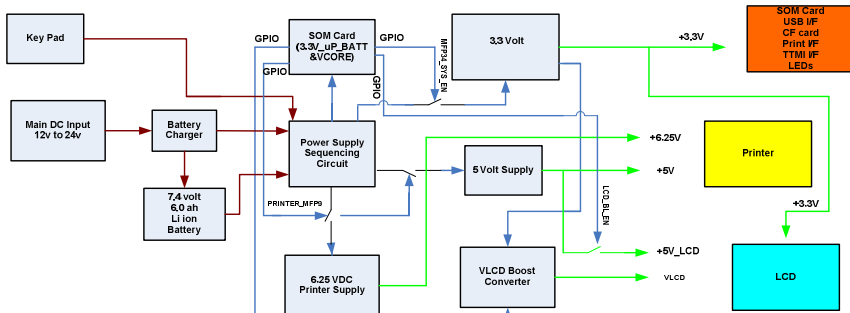 Key Pad
GPIO
SOM Card
(3.3V_uP_BATT
&VCORE)
GPIO
GPIO
GPIO
MFP34_SYS_EN
3,3 Volt
+3,3V
SOM Card
USB I/F
CF card
Print I/F
TTMI I/F
LEDs
Main DC Input
12v to 24v
Battery
Charger
Power Supply
Sequencing
Circuit
+6.25V
Printer
5 Volt Supply
+5V
7,4 volt
6,0 ah
Li ion
Battery
PRINTER_MFP9
LCD_BL_EN
+3.3V
6.25 VDC
Printer Supply
VLCD Boost
Converter
+5V_LCD
VLCD
LCD